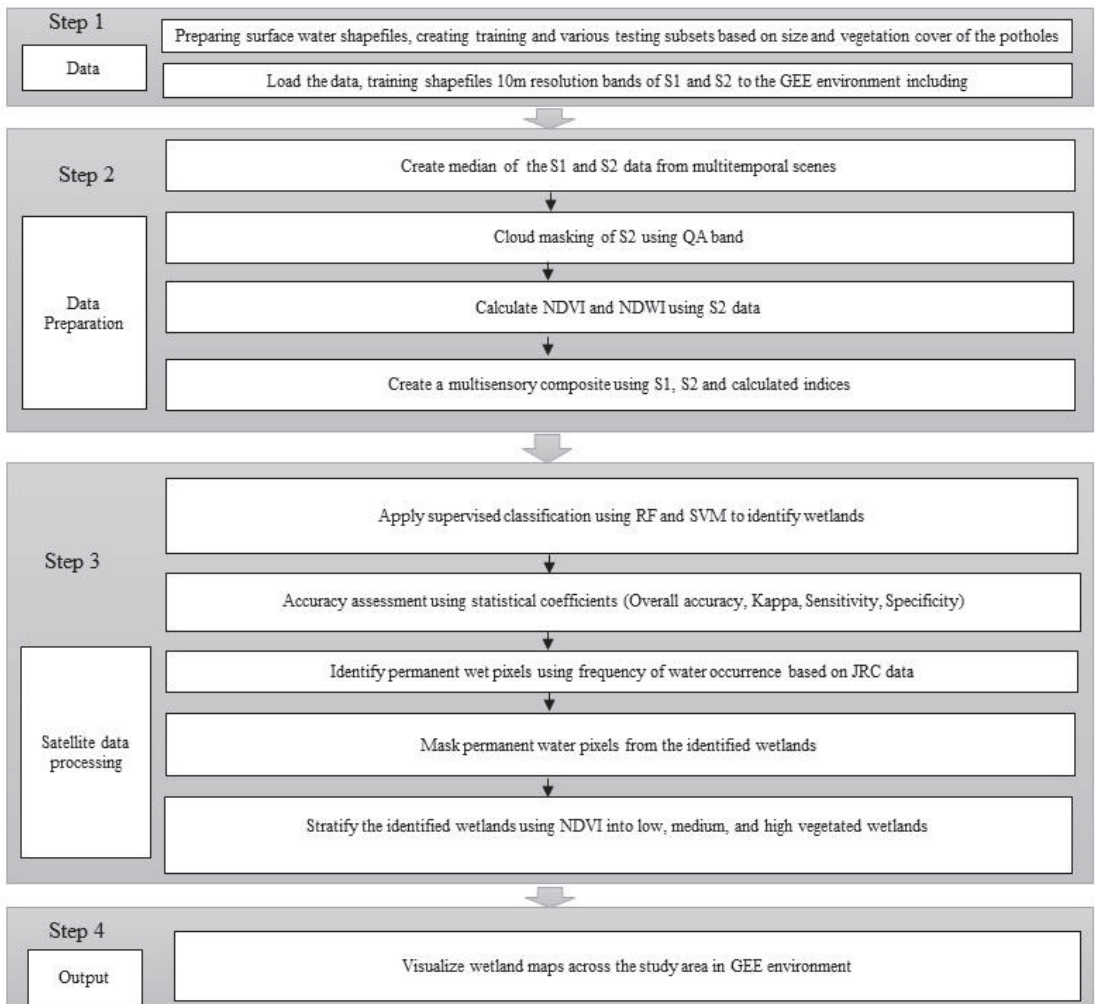 Step 1
Data
Preparing surface water shapefiles, creating training and various testing subsets based on size and vegetation cover of the potholes
Load the data, training shapefiles 10m resolution bands of S1 and S2 to the GEE environment including
Step 2
Data
Preparation
Create median of the S1 and S2 data from multitemporal scenes
Cloud masking of S2 using QA band
Calculate NDVI and NDWI using S2 data
Create a multisensory composite using S1, S2 and calculated indices
Step 3
Satellite data
processing
Apply supervised classification using RF and SVM to identify wetlands
Accuracy assessment using statistical coefficients (Overall accuracy, Kappa, Sensitivity, Specificity)
Identify permanent wet pixels using frequency of water occurrence based on JRC data
Mask permanent water pixels from the identified wetlands
Stratify the identified wetlands using NDVI into low, medium, and high vegetated wetlands
Step 4
Output
Visualize wetland maps across the study area in GEE environment